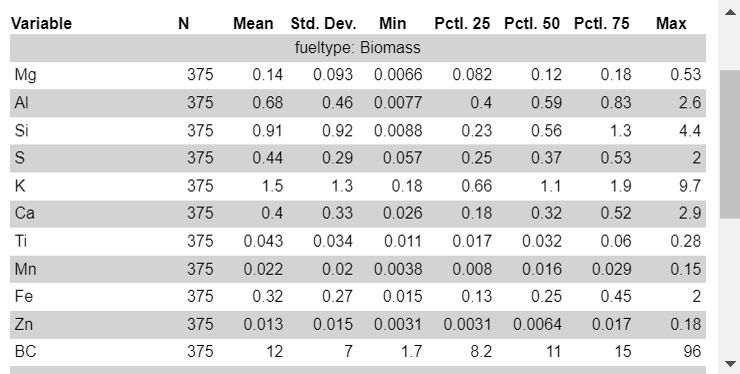 Variable N Mean Std. Dev. Min Pctl. 25 Pctl. 50 Pctl. 75 Max
fueltype: Biomass
Mg 375 0.14 0.093 0.0066 0.082 0.12 0.18 0.53
Al 375 0.68 0.46 0.0077 0.4 0.59 0.83 2.6
Si 375 0.91 0.92 0.0088 0.23 0.56 1.3 4.4
S 375 0.44 0.29 0.057 0.25 0.37 0.53 2
K 375 1.5 1.3 0.18 0.66 1.1 1.9 9.7
Ca 375 0.4 0.33 0.026 0.18 0.32 0.52 2.9
Ti 375 0.043 0.034 0.011 0.017 0.032 0.06 0.28
Mn 375 0.022 0.02 0.0038 0.008 0.016 0.029 0.15
Fe 375 0.32 0.27 0.015 0.13 0.25 0.45 2
Zn 375 0.013 0.015 0.0031 0.0031 0.0064 0.017 0.18
BC 375 12 7 1.7 8.2 11 15 96